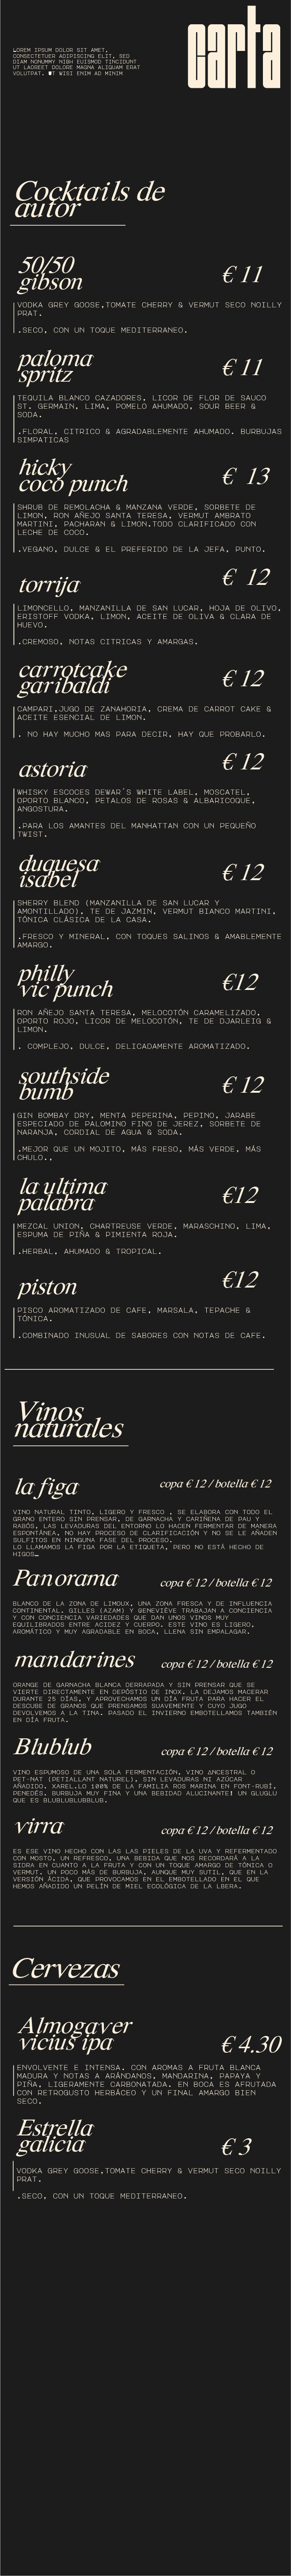 carta
LOREM IPSUM DOLOR SIT AMET,
CONSECTETUER ADIPISCING ELIT, SED
DIAM NONUMMY NIBH EUISMOD TINCIDUNT
UT LAOREET DOLORE MAGNA ALIQUAM ERAT
VOLUTPAT. UT WISI ENIM AD MINIM
Cocktails de
autor
50/50
gibson
€ 11
VODKA GREY GOOSE,TOMATE CHERRY & VERMUT SECO NOILLY
PRAT.
.SECO, CON UN TOQUE MEDITERRANEO.
paloma
spritz
€ 11
TEQUILA BLANCO CAZADORES, LICOR DE FLOR DE SAUCO
ST. GERMAIN, LIMA, POMELO AHUMADO, SOUR BEER &
SODA.
.FLORAL, CITRICO & AGRADABLEMENTE AHUMADO. BURBUJAS
SIMPATICAS
hicky
coco punch
€ 13
SHRUB DE REMOLACHA & MANZANA VERDE, SORBETE DE
LIMON, RON AÑEJO SANTA TERESA, VERMUT AMBRATO
MARTINI, PACHARAN & LIMON.TODO CLARIFICADO CON
LECHE DE COCO.
.VEGANO, DULCE & EL PREFERIDO DE LA JEFA, PUNTO.
torrija
€ 12
LIMONCELLO, MANZANILLA DE SAN LUCAR, HOJA DE OLIVO,
ERISTOFF VODKA, LIMON, ACEITE DE OLIVA & CLARA DE
HUEVO.
.CREMOSO, NOTAS CITRICAS Y AMARGAS.
carrotcake
garibaldi
€ 12
CAMPARI,JUGO DE ZANAHORIA, CREMA DE CARROT CAKE &
ACEITE ESENCIAL DE LIMON.
. NO HAY MUCHO MAS PARA DECIR, HAY QUE PROBARLO.
astoria
€ 12
WHISKY ESCOCES DEWAR´S WHITE LABEL, MOSCATEL,
OPORTO BLANCO, PETALOS DE ROSAS & ALBARICOQUE,
ANGOSTURA.
.PARA LOS AMANTES DEL MANHATTAN CON UN PEQUEÑO
TWIST.
duquesa
isabel
€ 12
SHERRY BLEND (MANZANILLA DE SAN LUCAR Y
AMONTILLADO), TE DE JAZMIN, VERMUT BIANCO MARTINI,
TÓNICA CLÁSICA DE LA CASA.
.FRESCO Y MINERAL, CON TOQUES SALINOS & AMABLEMENTE
AMARGO.
philly
vic punch
€12
RON AÑEJO SANTA TERESA, MELOCOTÓN CARAMELIZADO,
OPORTO ROJO, LICOR DE MELOCOTÓN, TE DE DJARLEIG &
LIMON.
. COMPLEJO, DULCE, DELICADAMENTE AROMATIZADO.
southside
bumb
€ 12
GIN BOMBAY DRY, MENTA PEPERINA, PEPINO, JARABE
ESPECIADO DE PALOMINO FINO DE JEREZ, SORBETE DE
NARANJA, CORDIAL DE AGUA & SODA.
.MEJOR QUE UN MOJITO, MÁS FRESO, MÁS VERDE, MÁS
CHULO..
la ultima
palabra
€12
MEZCAL UNION, CHARTREUSE VERDE, MARASCHINO, LIMA,
ESPUMA DE PIÑA & PIMIENTA ROJA.
.HERBAL, AHUMADO & TROPICAL.
piston
€12
PISCO AROMATIZADO DE CAFE, MARSALA, TEPACHE &
TÓNICA.
.COMBINADO INUSUAL DE SABORES CON NOTAS DE CAFE.
Vinos
naturales
la figa
copa € 12 / botella € 12
VINO NATURAL TINTO, LIGERO Y FRESCO , SE ELABORA CON TODO EL
GRANO ENTERO SIN PRENSAR, DE GARNACHA Y CARIÑENA DE PAU Y
RABÓS, LAS LEVADURAS DEL ENTORNO LO HACEN FERMENTAR DE MANERA
ESPONTÁNEA, NO HAY PROCESO DE CLARIFICACIÓN Y NO SE LE AÑADEN
SULFITOS EN NINGUNA FASE DEL PROCESO.
LO LLAMAMOS LA FIGA POR LA ETIQUETA, PERO NO ESTÁ HECHO DE
HIGOS…
Panorama
copa € 12 / botella € 12
BLANCO DE LA ZONA DE LIMOUX, UNA ZONA FRESCA Y DE INFLUENCIA
CONTINENTAL. GILLES (AZAM) Y GENEVIÉVE TRABAJAN A CONCIENCIA
Y CON CONCIENCIA VARIEDADES QUE DAN UNOS VINOS MUY
EQUILIBRADOS ENTRE ACIDEZ Y CUERPO. ESTE VINO ES LIGERO,
AROMÁTICO Y MUY AGRADABLE EN BOCA, LLENA SIN EMPALAGAR.
mandarines
copa € 12 / botella € 12
ORANGE DE GARNACHA BLANCA DERRAPADA Y SIN PRENSAR QUE SE
VIERTE DIRECTAMENTE EN DEPÓSTIO DE INOX. LA DEJAMOS MACERAR
DURANTE 25 DÍAS, Y APROVECHAMOS UN DÍA FRUTA PARA HACER EL
DESCUBE DE GRANOS QUE PRENSAMOS SUAVEMENTE Y CUYO JUGO
DEVOLVEMOS A LA TINA. PASADO EL INVIERNO EMBOTELLAMOS TAMBIÉN
EN DÍA FRUTA.
Blublub
copa € 12 / botella € 12
VINO ESPUMOSO DE UNA SOLA FERMENTACIÓN, VINO ANCESTRAL O
PET-NAT (PETIALLANT NATUREL), SIN LEVADURAS NI AZÚCAR
AÑADIDO. XAREL.LO 100% DE LA FAMILIA ROS MARINA EN FONT-RUBÍ,
PENEDÈS. BURBUJA MUY FINA Y UNA BEBIDAD ALUCINANTE! UN GLUGLU
QUE ES BLUBLUBLUBBLUB.
virra
copa € 12 / botella € 12
ES ESE VINO HECHO CON LAS LAS PIELES DE LA UVA Y REFERMENTADO
CON MOSTO, UN REFRESCO, UNA BEBIDA QUE NOS RECORDARÁ A LA
SIDRA EN CUANTO A LA FRUTA Y CON UN TOQUE AMARGO DE TÓNICA O
VERMUT. UN POCO MÁS DE BURBUJA, AUNQUE MUY SUTIL, QUE EN LA
VERSIÓN ÁCIDA, QUE PROVOCAMOS EN EL EMBOTELLADO EN EL QUE
HEMOS AÑADIDO UN PELÍN DE MIEL ECOLÓGICA DE LA LBERA.
Cervezas
Almogaver
vicius ipa
€ 4.30
ENVOLVENTE E INTENSA. CON AROMAS A FRUTA BLANCA
MADURA Y NOTAS A ARÁNDANOS, MANDARINA, PAPAYA Y
PIÑA, LIGERAMENTE CARBONATADA. EN BOCA ES AFRUTADA
CON RETROGUSTO HERBÁCEO Y UN FINAL AMARGO BIEN
SECO.
Estrella
galicia
€ 3
VODKA GREY GOOSE,TOMATE CHERRY & VERMUT SECO NOILLY
PRAT.
.SECO, CON UN TOQUE MEDITERRANEO.